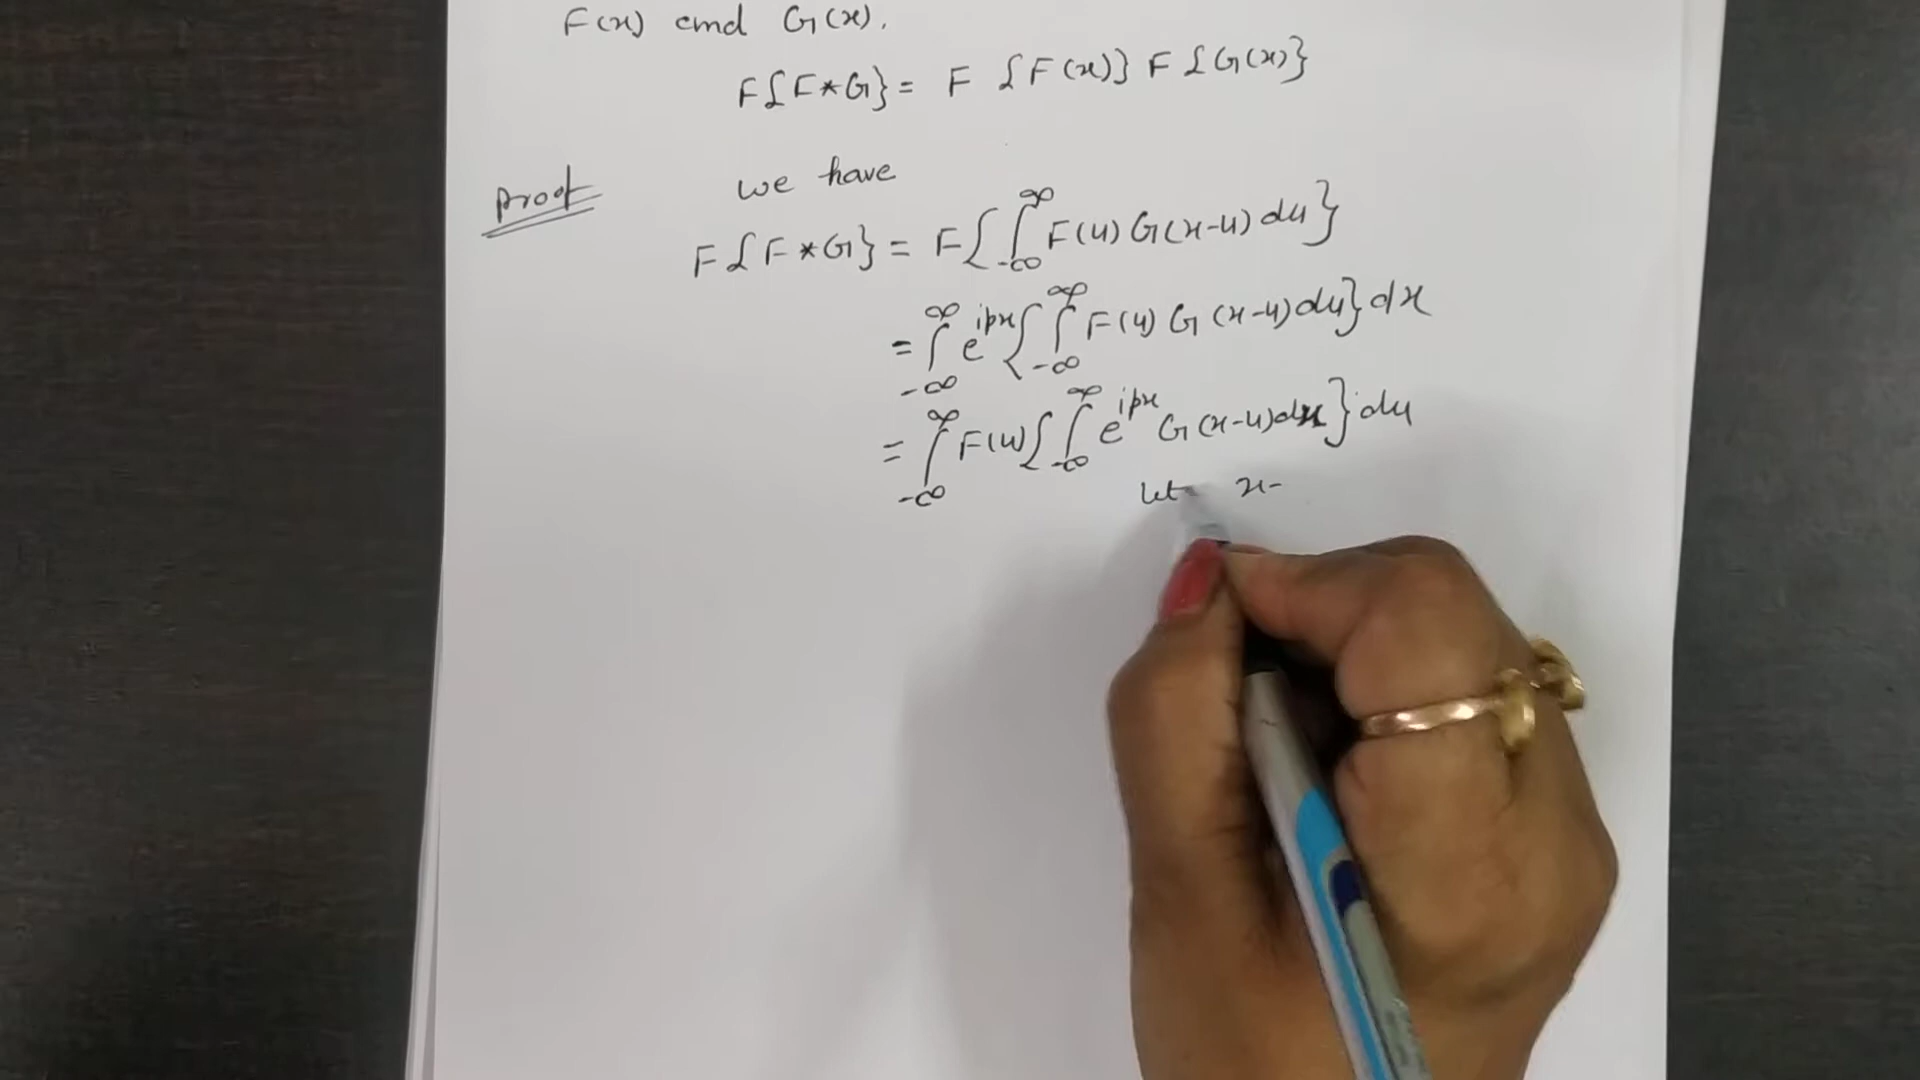 F(x) and G(x).
F{F*G} = F {F(x)} F {G(x)}
Proof
we have
F{F*G} = F{∫_{-∞}^{∞} F(u) G(x-u) du}
= ∫_{-∞}^{∞} e^{ipx} {∫_{-∞}^{∞} F(u) G(x-u) du} dx
= ∫_{-∞}^{∞} F(u) {∫_{-∞}^{∞} e^{ipx} G(x-u) dx} du
let x-